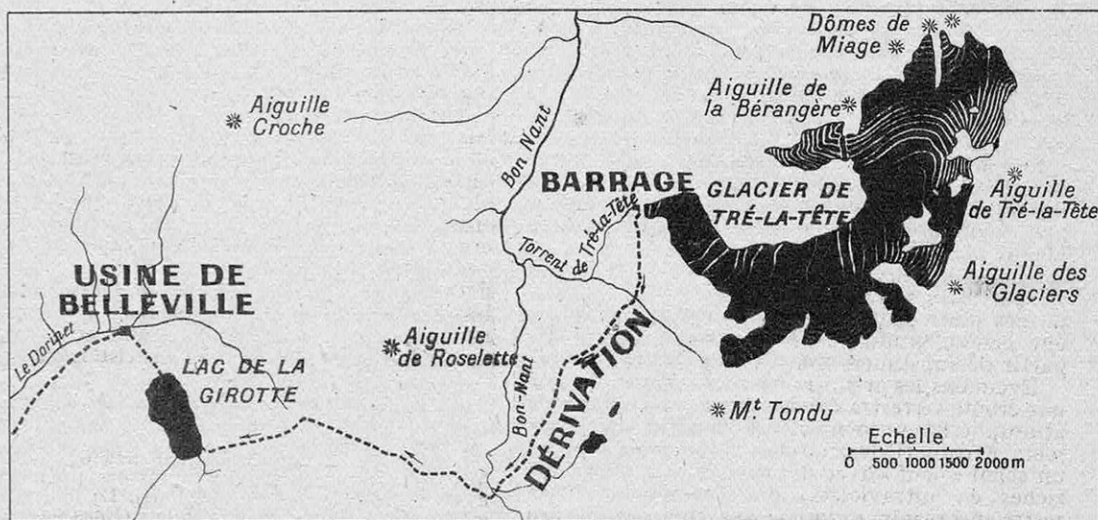 Dômes de
Miage
Aiguille de
la Bérangère
Aiguille
Croche
Bon Nant
BARRAGE
GLACIER DE
TRÉ-LA-TÊTE
Aiguille
de Tré-la-Tête
Torrent de Tré-la-Tête
USINE DE
BELLEVILLE
Aiguille des
Glaciers
Le Dorinet
Aiguille
de Roselette
LAC DE LA
GIROTTE
Bon-Nant
DÉRIVATION
Mt Tondu
Echelle
0 500 1000 1500 2000 m